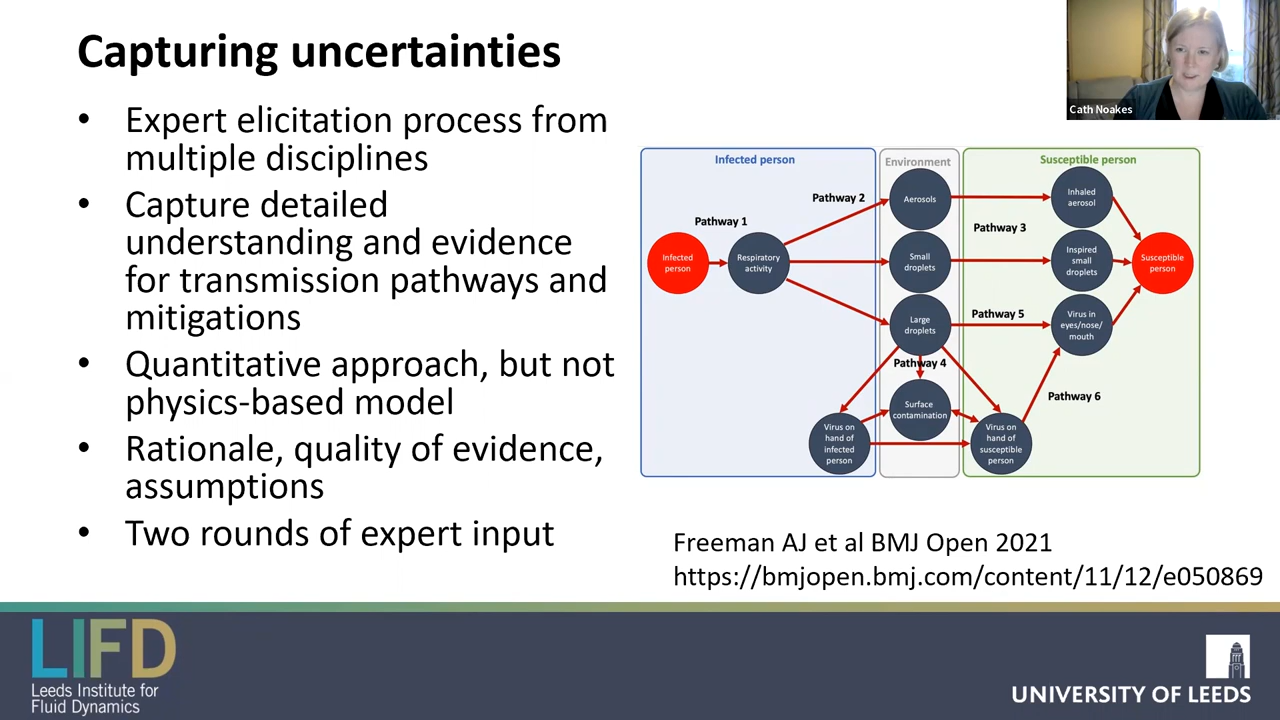 Capturing uncertainties
Cath Noakes
• Expert elicitation process from
multiple disciplines
• Capture detailed
understanding and evidence
for transmission pathways and
mitigations
• Quantitative approach, but not
physics-based model
• Rationale, quality of evidence,
assumptions
• Two rounds of expert input
Infected person
Environment
Susceptible person
Pathway 1
Pathway 2
Pathway 3
Pathway 5
Pathway 4
Pathway 6
Infected
person
Respiratory
activity
Aerosols
Small
droplets
Large
droplets
Surface
contamination
Virus on
hand of
infected
person
Virus on
hand of
susceptible
person
Inhaled
aerosol
Inspired
small
droplets
Virus in
eyes/nose/
mouth
Susceptible
person
Freeman AJ et al BMJ Open 2021
https://bmjopen.bmj.com/content/11/12/e050869
LIFD
Leeds Institute for
Fluid Dynamics
UNIVERSITY OF LEEDS